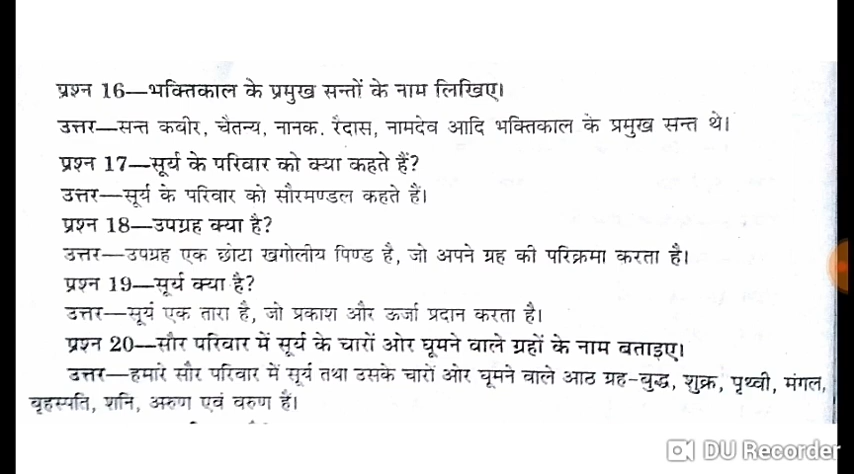 प्रश्न 16—भक्तिकाल के प्रमुख सन्तों के नाम लिखिए।
उत्तर—सन्त कबीर, चैतन्य, नानक. रैदास, नामदेव आदि भक्तिकाल के प्रमुख सन्त थे।
प्रश्न 17—सूर्य के परिवार को क्या कहते हैं?
उत्तर—सूर्य के परिवार को सौरमण्डल कहते हैं।
प्रश्न 18—उपग्रह क्या है?
उत्तर—उपग्रह एक छोटा खगोलीय पिण्ड है, जो अपने ग्रह की परिक्रमा करता है।
प्रश्न 19—सूर्य क्या है?
उत्तर—सूर्य एक तारा है, जो प्रकाश और ऊर्जा प्रदान करता है।
प्रश्न 20—सौर परिवार में सूर्य के चारों ओर घूमने वाले ग्रहों के नाम बताइए।
उत्तर—हमारे सौर परिवार में सूर्य तथा उसके चारों ओर घूमने वाले आठ ग्रह-बुद्ध, शुक्र, पृथ्वी, मंगल,
बृहस्पति, शनि, अरुण एवं वरुण हैं।
DU Recorder